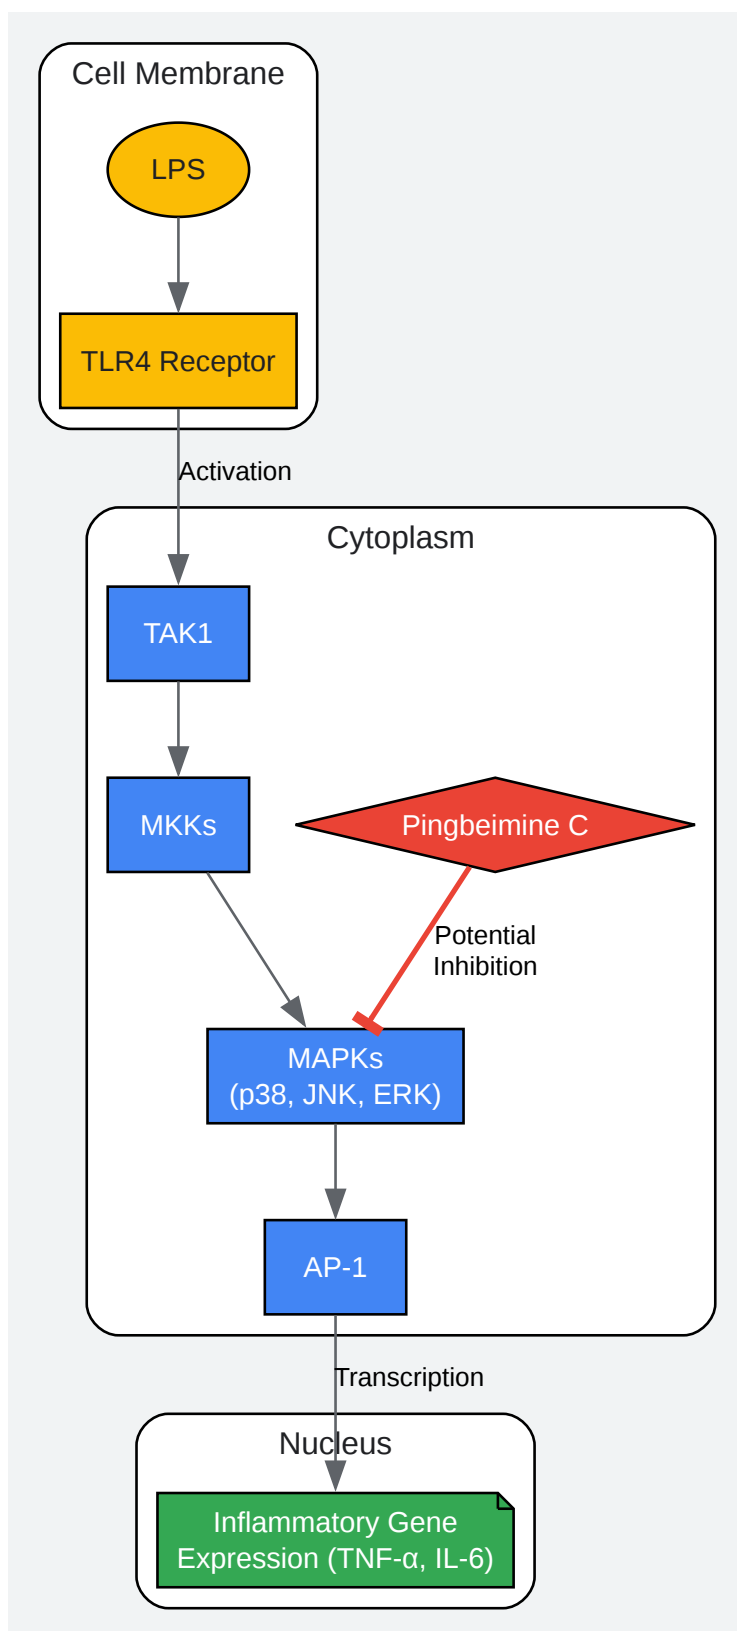 Cell Membrane
LPS
TLR4 Receptor
Activation
Cytoplasm
TAK1
MKKs
Pingbeimine C
Potential
Inhibition
MAPKs
(p38, JNK, ERK)
AP-1
Transcription
Nucleus
Inflammatory Gene
Expression (TNF-α, IL-6)